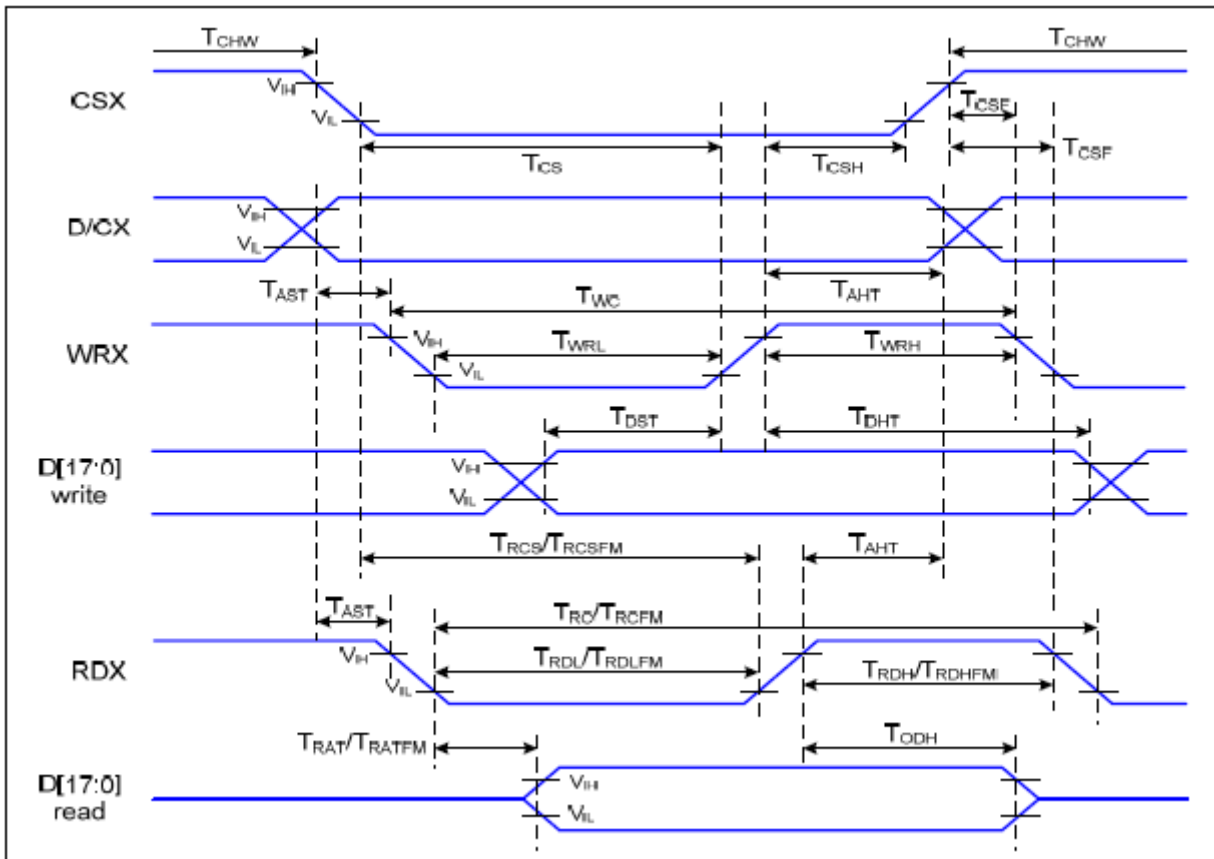 TCHW TCHW
CSX VIH
VIL TCSF
TCS TCSH TCSF
D/CX VIH
VIL
TAST TWC TAHT
WRX VIH TWRL TWRH
VIL
TDST TDHT
D[17:0] VIH
write VIL
TRCS/TRCSFM TAHT
TAST TRC/TRCFM
RDX VIH TRDL/TRDLFM TRDH/TRDHFM
VIL
TRAT/TRATFM TODH
D[17:0] VIH
read VIL